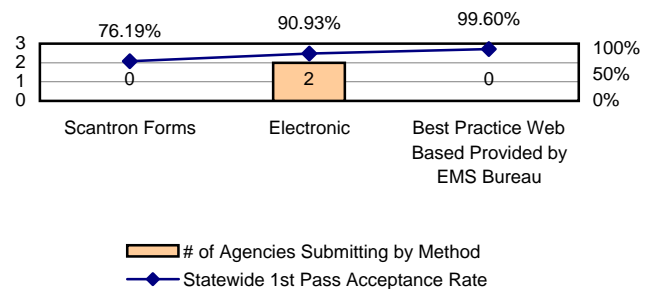 76.19% 90.93% 99.60%
3 100%
2 0 2 0 50%
1
0 0%
Scantron Forms Electronic Best Practice Web
Based Provided by
EMS Bureau
# of Agencies Submitting by Method
Statewide 1st Pass Acceptance Rate